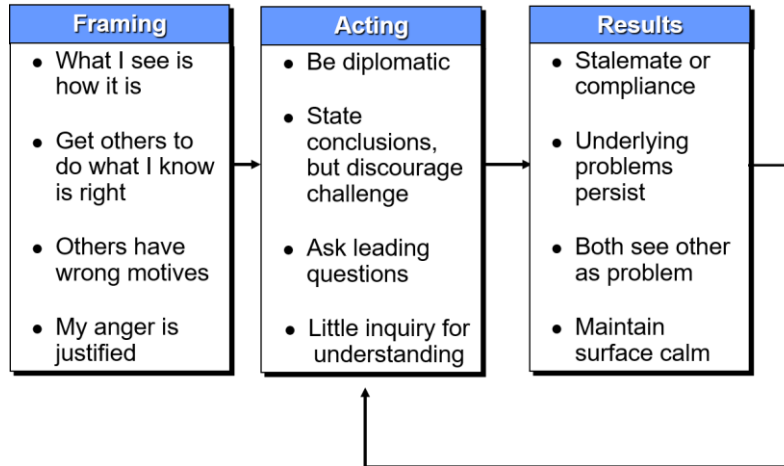 Framing
• What I see is
how it is
• Get others to
do what I know
is right
• Others have
wrong motives
• My anger is
justified
Acting
• Be diplomatic
• State
conclusions,
but discourage
challenge
• Ask leading
questions
• Little inquiry for
understanding
Results
• Stalemate or
compliance
• Underlying
problems
persist
• Both see other
as problem
• Maintain
surface calm